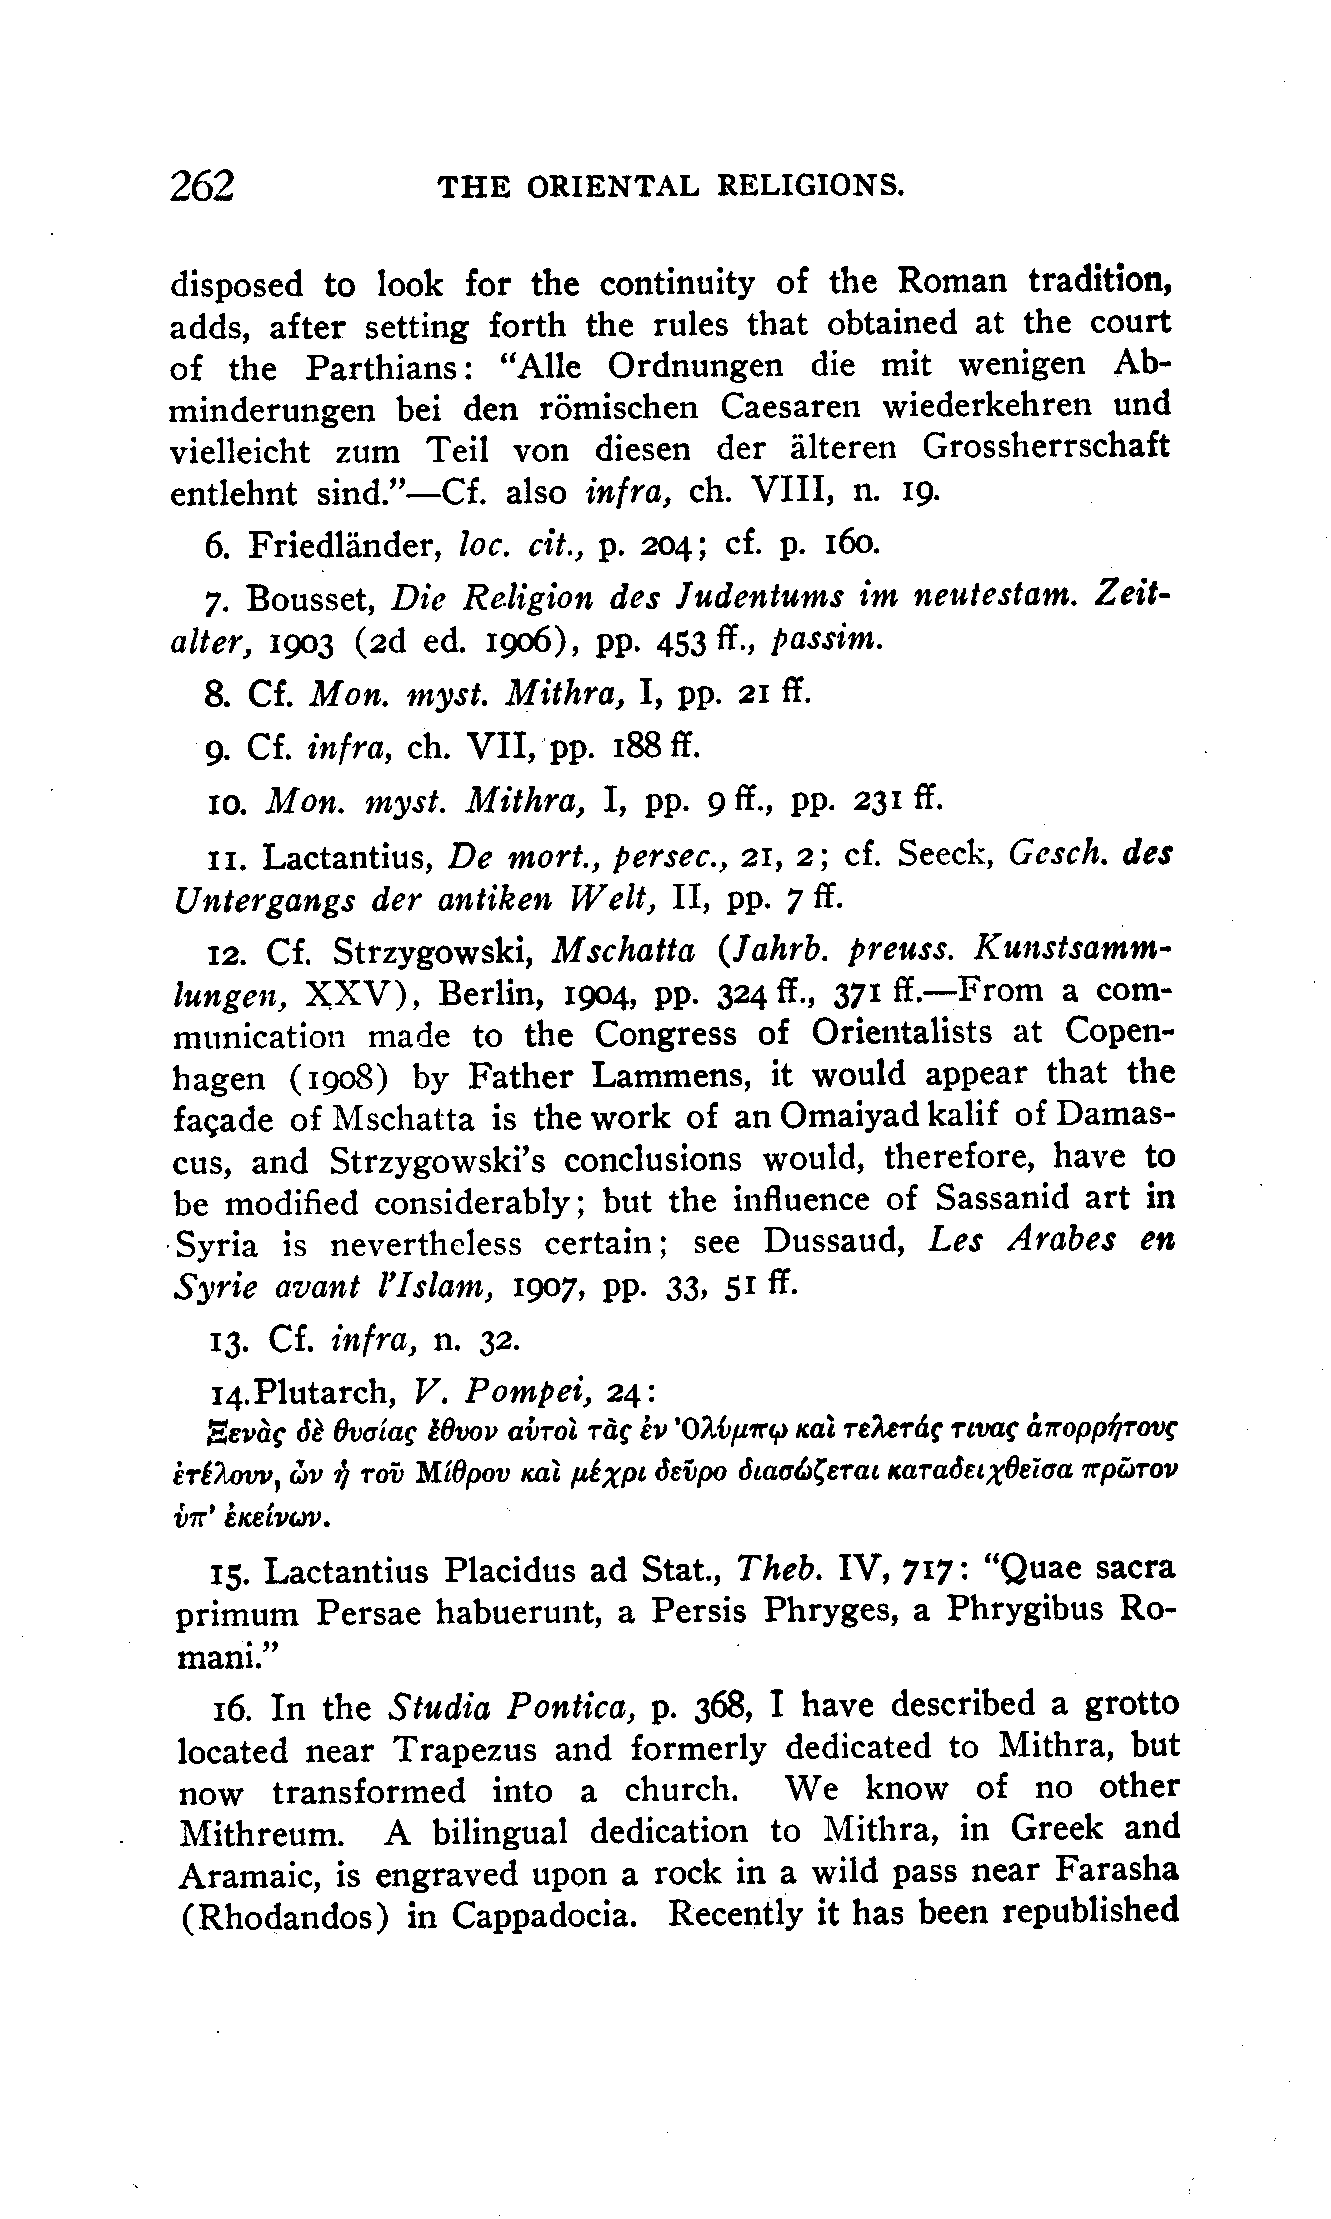 262 THE ORIENTAL RELIGIONS.
disposed to look for the continuity of the Roman tradition,
adds, after setting forth the rules that obtained at the court
of the Parthians: “Alle Ordnungen die mit wenigen Ab-
minderungen bei den römischen Caesaren wiederkehren und
vielleicht zum Teil von diesen der älteren Grossherrschaft
entlehnt sind.”—Cf. also infra, ch. VIII, n. 19.
6. Friedländer, loc. cit., p. 204; cf. p. 160.
7. Bousset, Die Religion des Judentums im neutestam. Zeit-
alter, 1903 (2d ed. 1906), pp. 453 ff., passim.
8. Cf. Mon. myst. Mithra, I, pp. 21 ff.
9. Cf. infra, ch. VII, pp. 188 ff.
10. Mon. myst. Mithra, I, pp. 9 ff., pp. 231 ff.
11. Lactantius, De mort., persec., 21, 2; cf. Seeck, Gesch. des
Untergangs der antiken Welt, II, pp. 7 ff.
12. Cf. Strzygowski, Mschatta (Jahrb. preuss. Kunstsamm-
lungen, XXV), Berlin, 1904, pp. 324 ff., 371 ff.—From a com-
munication made to the Congress of Orientalists at Copen-
hagen (1908) by Father Lammens, it would appear that the
façade of Mschatta is the work of an Omaiyad kalif of Damas-
cus, and Strzygowski’s conclusions would, therefore, have to
be modified considerably; but the influence of Sassanid art in
Syria is nevertheless certain; see Dussaud, Les Arabes en
Syrie avant l’Islam, 1907, pp. 33, 51 ff.
13. Cf. infra, n. 32.
14.Plutarch, V. Pompei, 24:
Ξενὰς δὲ θυσίας ἔθυον αὐτοὶ τὰς ἐν Ὀλύμπῳ καὶ τελετάς τινας ἀπορρήτους
ἐτέλουν, ὧν ἡ τοῦ Μίθρου καὶ μέχρι δεῦρο διασώζεται καταδειχθεῖσα πρῶτον
ὑπ’ ἐκείνων.
15. Lactantius Placidus ad Stat., Theb. IV, 717: “Quae sacra
primum Persae habuerunt, a Persis Phryges, a Phrygibus Ro-
mani.”
16. In the Studia Pontica, p. 368, I have described a grotto
located near Trapezus and formerly dedicated to Mithra, but
now transformed into a church. We know of no other
Mithreum. A bilingual dedication to Mithra, in Greek and
Aramaic, is engraved upon a rock in a wild pass near Farasha
(Rhodandos) in Cappadocia. Recently it has been republished